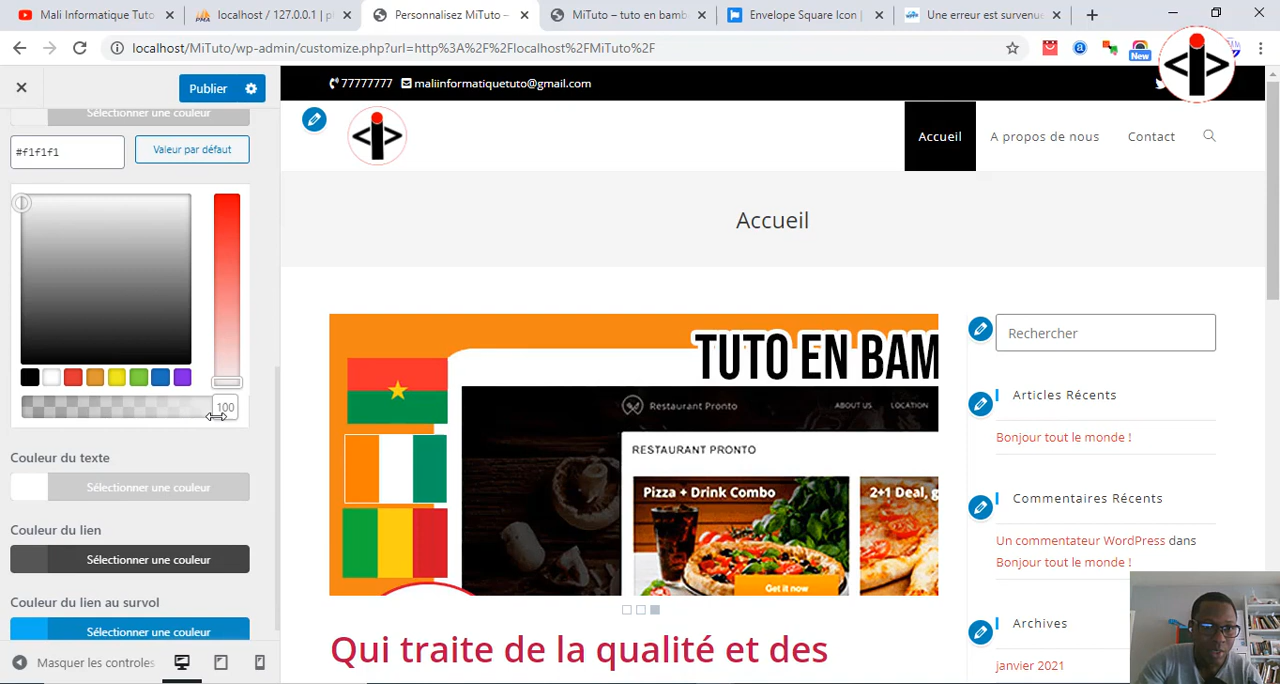 Mali Informatique Tuto
localhost / 127.0.0.1 | pl
Personnalisez MiTuto –
MiTuto – tuto en bamb
Envelope Square Icon |
Une erreur est survenue
localhost/MiTuto/wp-admin/customize.php?url=http%3A%2F%2Flocalhost%2FMiTuto%2F
New
Publier
77777777 maliinformatiquetuto@gmail.com
Sélectionner une couleur
#f1f1f1
Valeur par défaut
Accueil
A propos de nous
Contact
Accueil
100
TUTO EN BAM
Restaurant Pronto
ABOUT US
LOCATION
RESTAURANT PRONTO
Pizza + Drink Combo
2+1 Deal, g
Get it now
Qui traite de la qualité et des
Rechercher
Articles Récents
Bonjour tout le monde !
Commentaires Récents
Un commentateur WordPress dans
Bonjour tout le monde !
Archives
janvier 2021
Couleur du texte
Sélectionner une couleur
Couleur du lien
Sélectionner une couleur
Couleur du lien au survol
Sélectionner une couleur
Masquer les controles